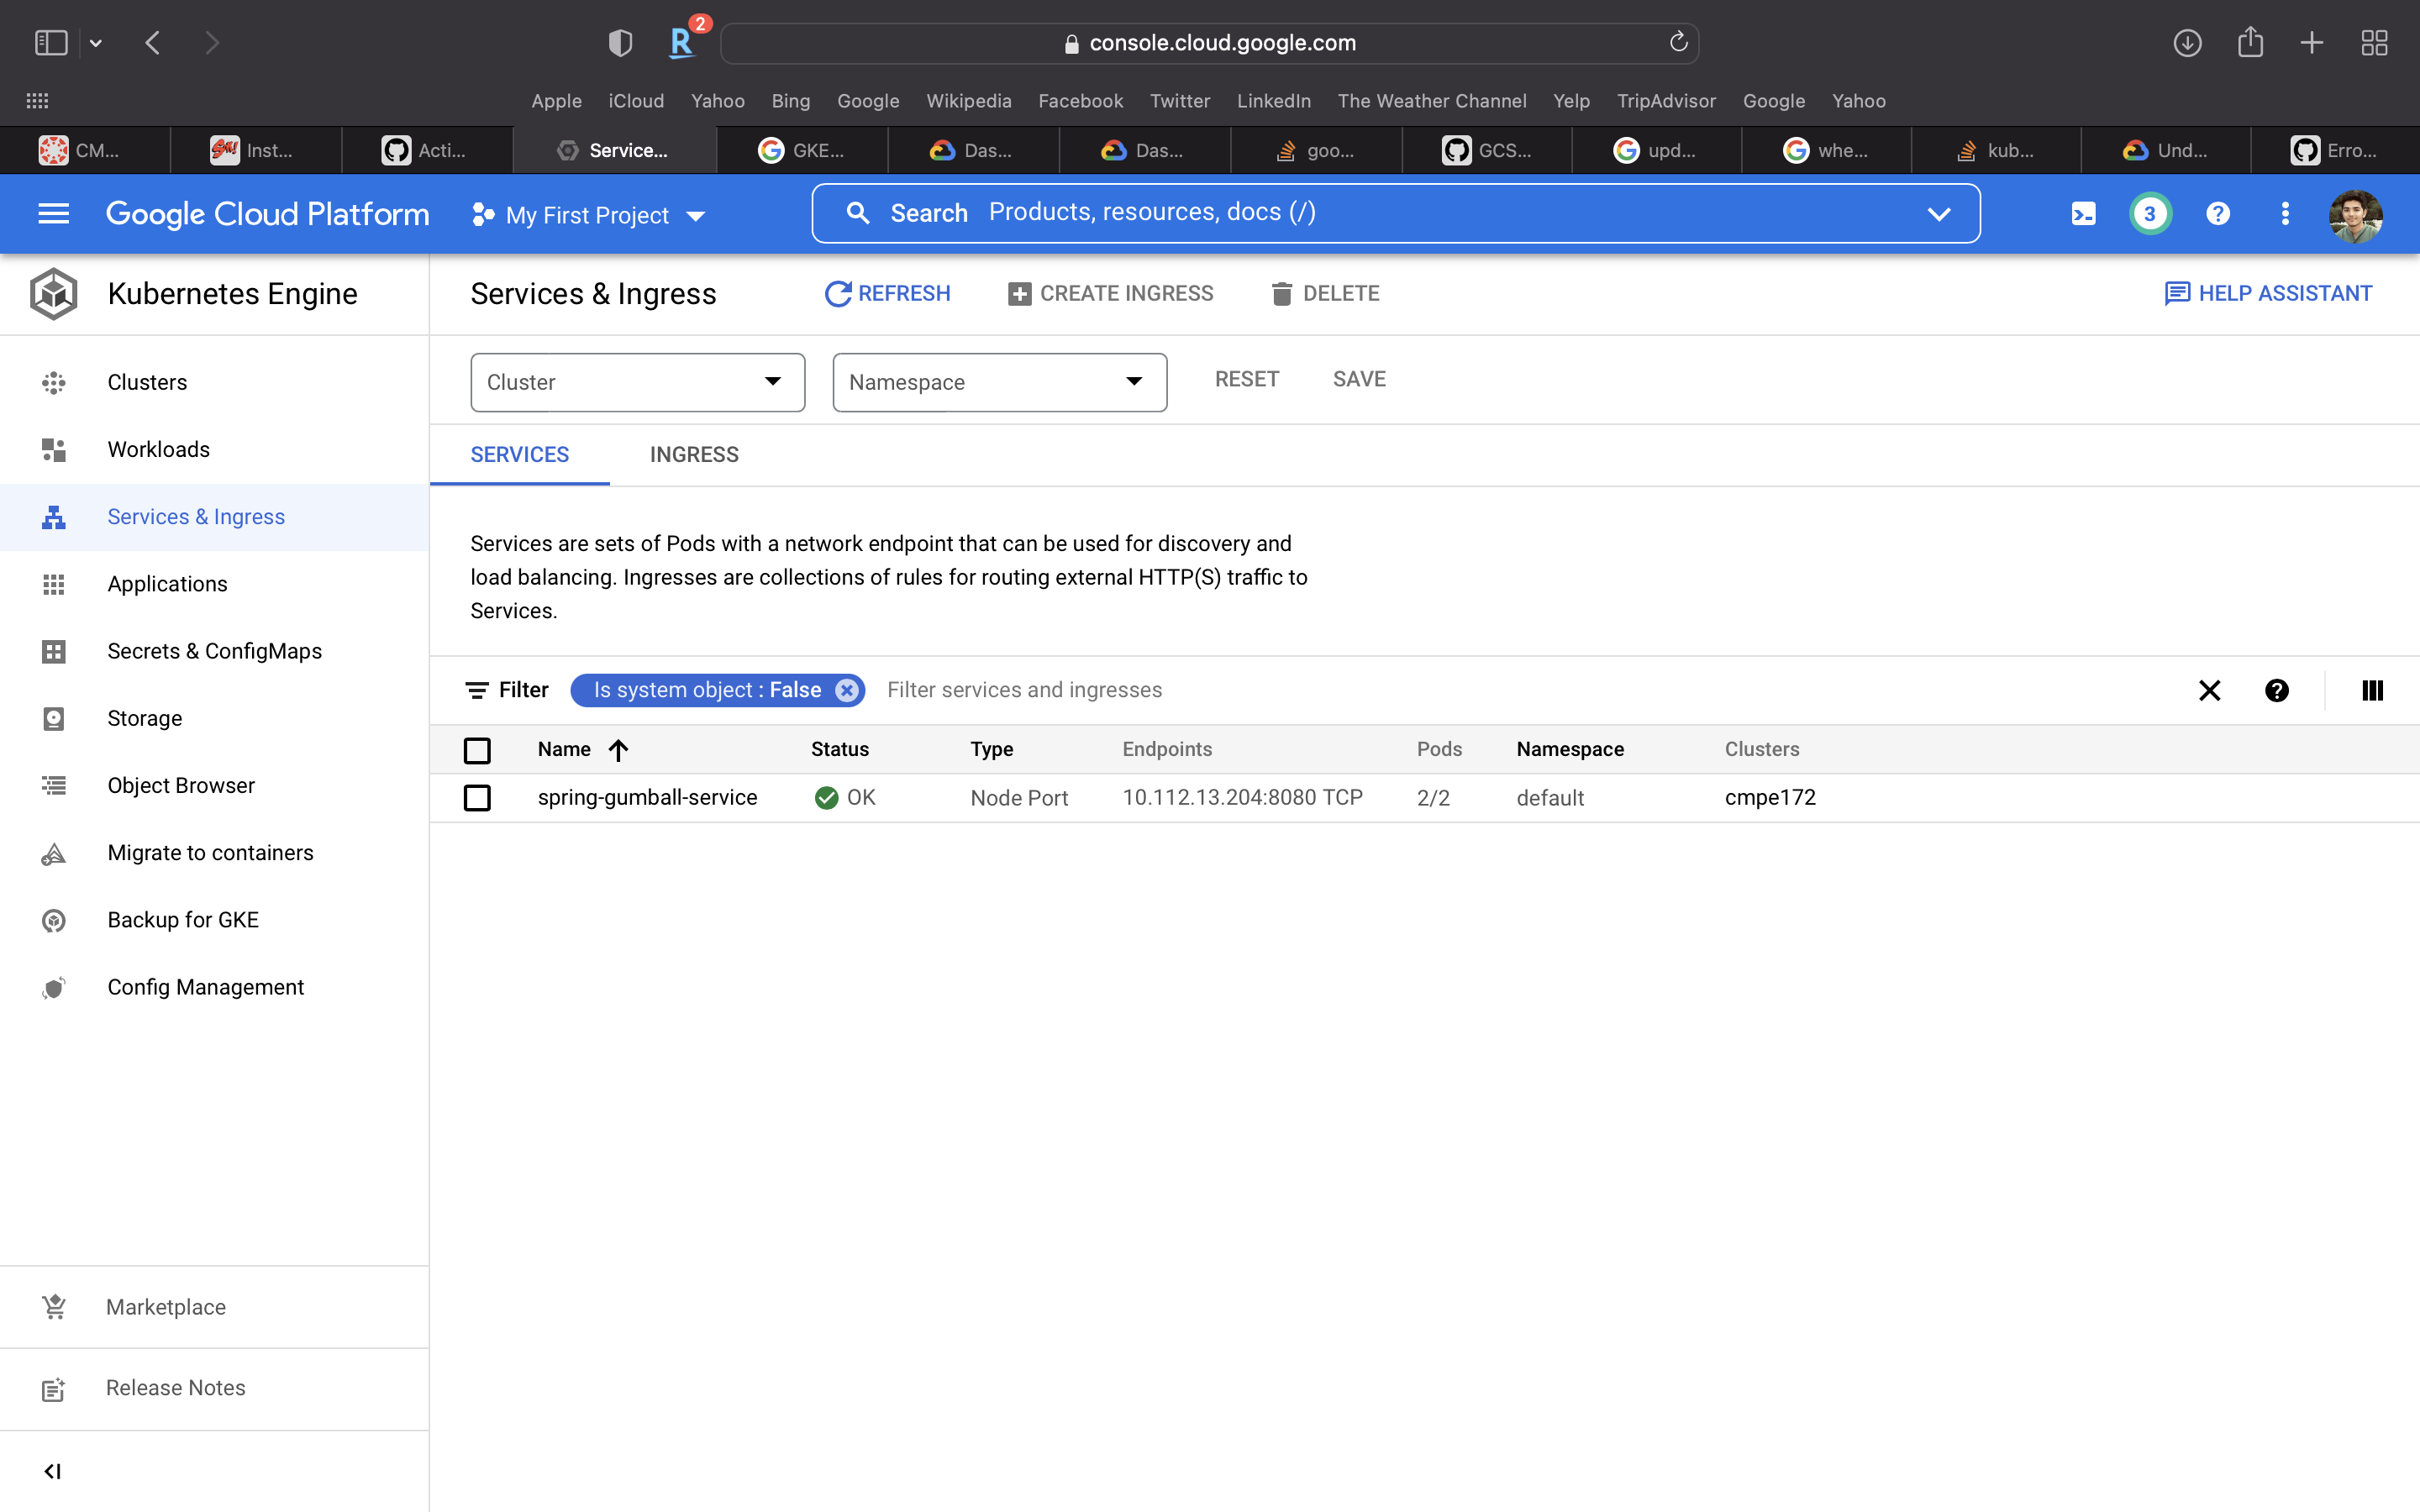 2
console.cloud.google.com
Apple iCloud Yahoo Bing Google Wikipedia Facebook Twitter LinkedIn The Weather Channel Yelp TripAdvisor Google Yahoo
CM... Inst... Acti... Service... GKE... Das... Das... goo... GCS... upd... whe... kub... Und... Erro...
Google Cloud Platform My First Project Search Products, resources, docs (/) 3
Kubernetes Engine
Services & Ingress REFRESH CREATE INGRESS DELETE HELP ASSISTANT
Clusters
Workloads
Services & Ingress
Applications
Secrets & ConfigMaps
Storage
Object Browser
Migrate to containers
Backup for GKE
Config Management
Marketplace
Release Notes
Cluster Namespace RESET SAVE
SERVICES INGRESS
Services are sets of Pods with a network endpoint that can be used for discovery and
load balancing. Ingresses are collections of rules for routing external HTTP(S) traffic to
Services.
Filter Is system object : False Filter services and ingresses
Name Status Type Endpoints Pods Namespace Clusters
spring-gumball-service OK Node Port 10.112.13.204:8080 TCP 2/2 default cmpe172